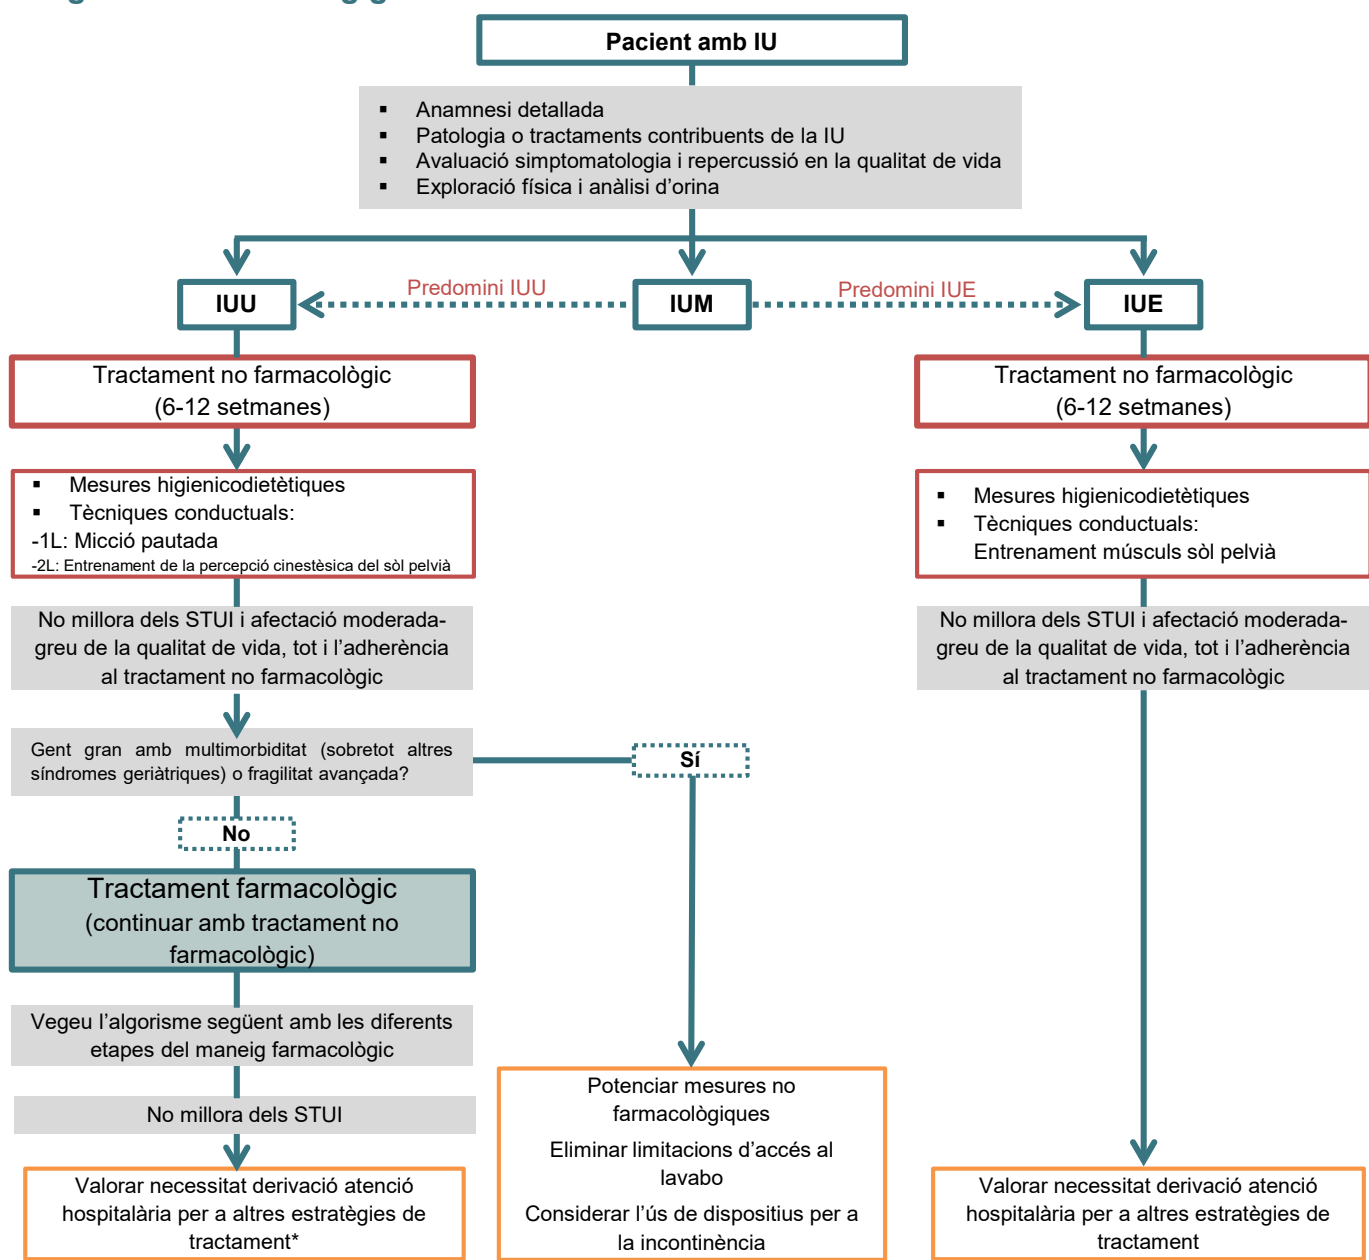 Pacient amb IU
▪ Anamnesi detallada
▪ Patologia o tractaments contribuents de la IU
▪ Avaluació simptomatologia i repercussió en la qualitat de vida
▪ Exploració física i anàlisi d’orina
IUU
Predomini IUU
IUM
Predomini IUE
IUE
Tractament no farmacològic
(6-12 setmanes)
Tractament no farmacològic
(6-12 setmanes)
▪ Mesures higienicodietètiques
▪ Tècniques conductuals:
-1L: Micció pautada
-2L: Entrenament de la percepció cinestèsica del sòl pelvià
▪ Mesures higienicodietètiques
▪ Tècniques conductuals:
Entrenament músculs sòl pelvià
No millora dels STUI i afectació moderada-
greu de la qualitat de vida, tot i l’adherència
al tractament no farmacològic
No millora dels STUI i afectació moderada-
greu de la qualitat de vida, tot i l’adherència
al tractament no farmacològic
Gent gran amb multimorbiditat (sobretot altres
síndromes geriàtriques) o fragilitat avançada?
Sí
No
Tractament farmacològic
(continuar amb tractament no
farmacològic)
Vegeu l’algorisme següent amb les diferents
etapes del maneig farmacològic
No millora dels STUI
Valorar necessitat derivació atenció
hospitalària per a altres estratègies de
tractament*
Potenciar mesures no
farmacològiques
Eliminar limitacions d’accés al
lavabo
Considerar l’ús de dispositius per a
la incontinència
Valorar necessitat derivació atenció
hospitalària per a altres estratègies de
tractament